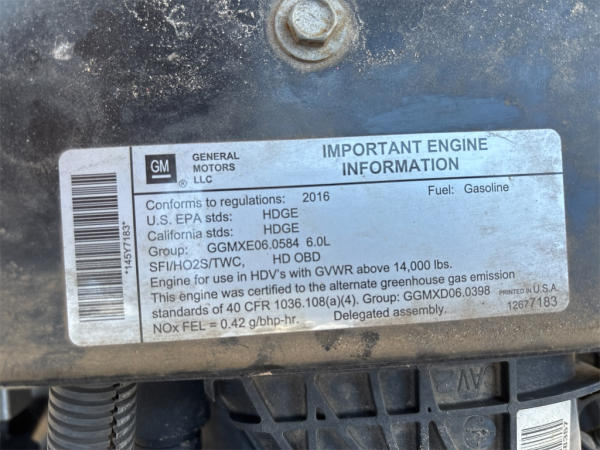 GM
®
GENERAL
MOTORS
LLC
IMPORTANT ENGINE
INFORMATION
Conforms to regulations: 2016
Fuel: Gasoline
U.S. EPA stds: HDGE
California stds: HDGE
Group: GGMXE06.0584 6.0L
SFI/HO2S/TWC, HD OBD
Engine for use in HDV's with GVWR above 14,000 lbs.
This engine was certified to the alternative greenhouse gas emission
standards of 40 CFR 1036.108(a)(4). Group: GGMXD06.0398
PRINTED IN U.S.A.
NOx FEL = 0.42 g/bhp-hr. Delegated assembly.
12677183
*145Y7183*
AV